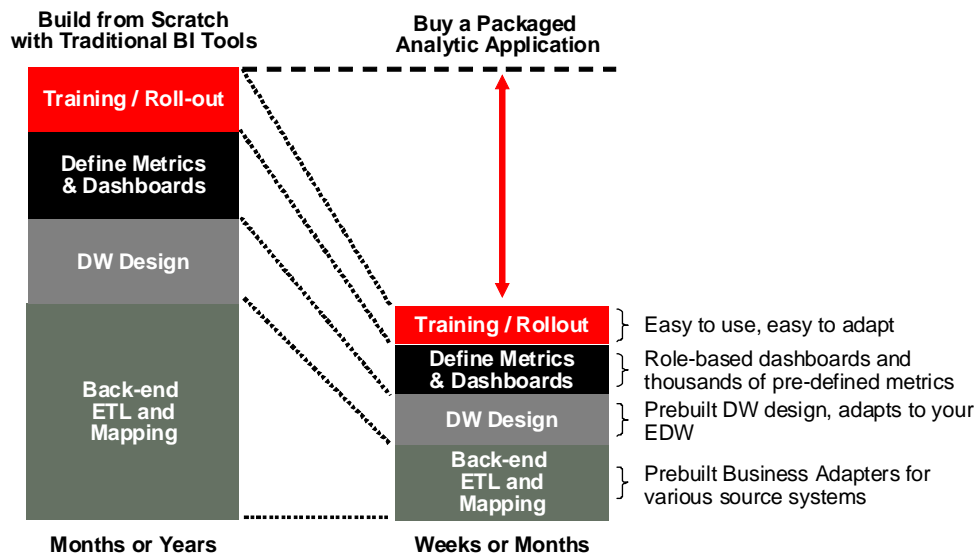 Build from Scratch
with Traditional BI Tools
Buy a Packaged
Analytic Application
Training / Roll-out
Define Metrics
& Dashboards
DW Design
Back-end
ETL and
Mapping
Training / Rollout
Easy to use, easy to adapt
Define Metrics
& Dashboards
Role-based dashboards and
thousands of pre-defined metrics
DW Design
Prebuilt DW design, adapts to your
EDW
Back-end
ETL and
Mapping
Prebuilt Business Adapters for
various source systems
Months or Years
Weeks or Months